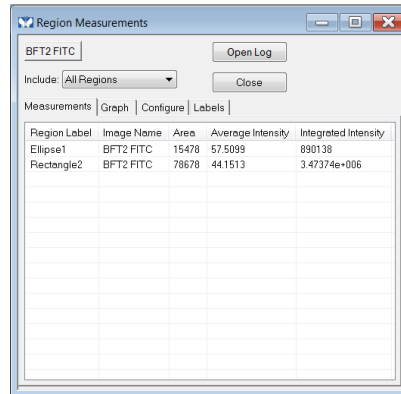 Region Measurements
BFT2 FITC
Open Log
Include: All Regions
Close
Measurements Graph Configure Labels
Region Label Image Name Area Average Intensity Integrated Intensity
Ellipse1 BFT2 FITC 15478 57.5099 890138
Rectangle2 BFT2 FITC 78678 44.1513 3.47374e+006